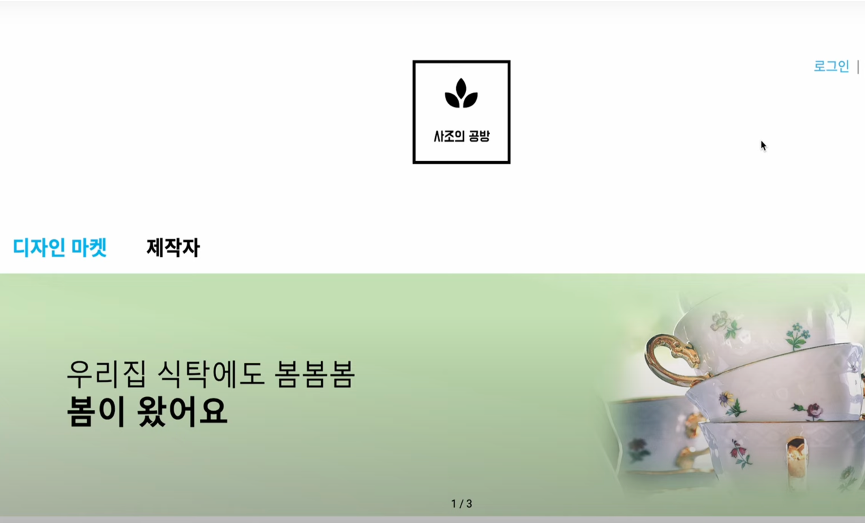 로그인 |
사조의 공방
디자인 마켓 제작자
우리집 식탁에도 봄봄봄
봄이 왔어요
1 / 3